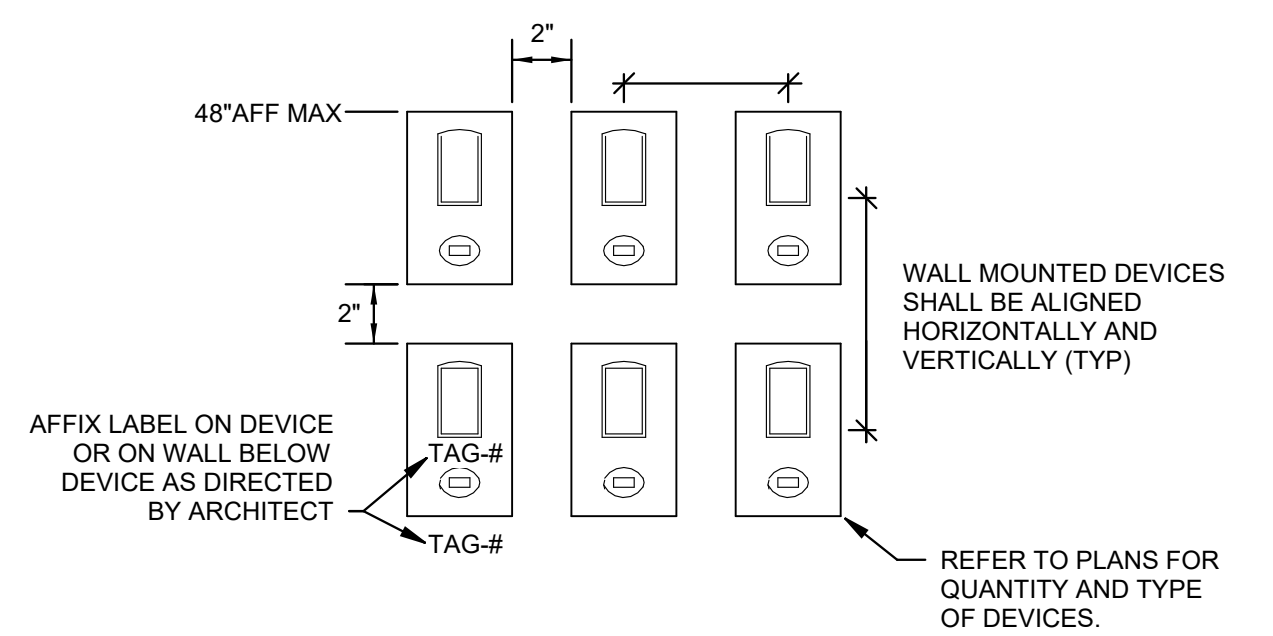 2"
48"AFF MAX
2"
WALL MOUNTED DEVICES
SHALL BE ALIGNED
HORIZONTALLY AND
VERTICALLY (TYP)
AFFIX LABEL ON DEVICE
OR ON WALL BELOW
DEVICE AS DIRECTED
BY ARCHITECT
TAG-#
TAG-#
REFER TO PLANS FOR
QUANTITY AND TYPE
OF DEVICES.